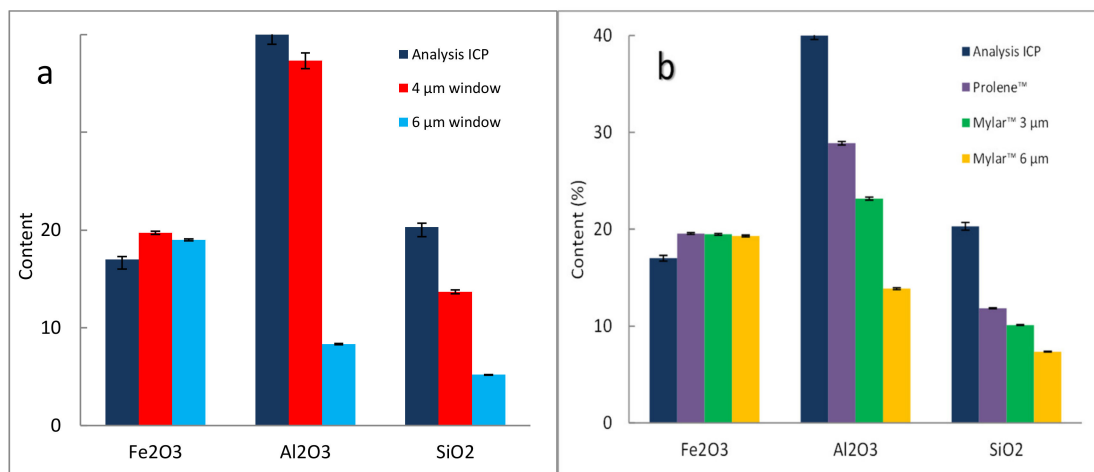 a
Analysis ICP
4 μm window
6 μm window
Content
20
10
0
Fe2O3 Al2O3 SiO2
b
Analysis ICP
Prolene™
Mylar™ 3 μm
Mylar™ 6 μm
Content (%)
40
30
20
10
0
Fe2O3 Al2O3 SiO2